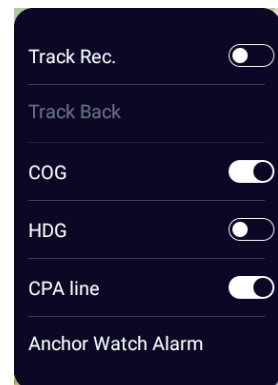 Track Rec.
Track Back
COG
HDG
CPA line
Anchor Watch Alarm